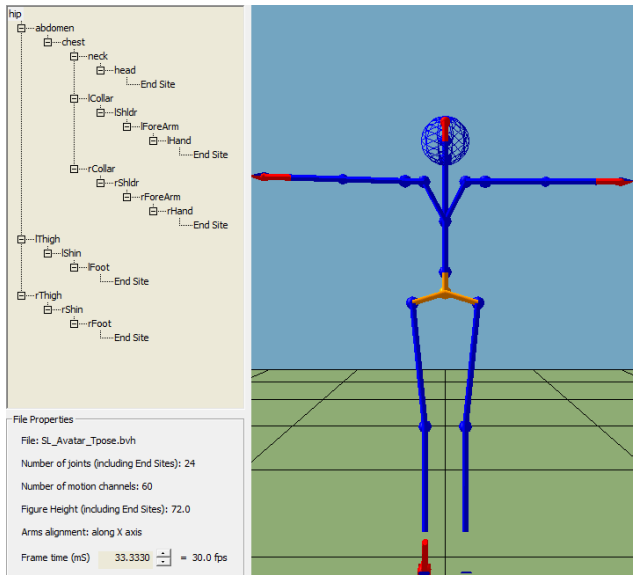 hip
abdomen
chest
neck
head
End Site
lCollar
lShldr
lForeArm
lHand
End Site
rCollar
rShldr
rForeArm
rHand
End Site
lThigh
lShin
lFoot
End Site
rThigh
rShin
rFoot
End Site
File Properties
File: SL_Avatar_Tpose.bvh
Number of joints (including End Sites): 24
Number of motion channels: 60
Figure Height (including End Sites): 72.0
Arms alignment: along X axis
Frame time (mS) 33.3330 = 30.0 fps